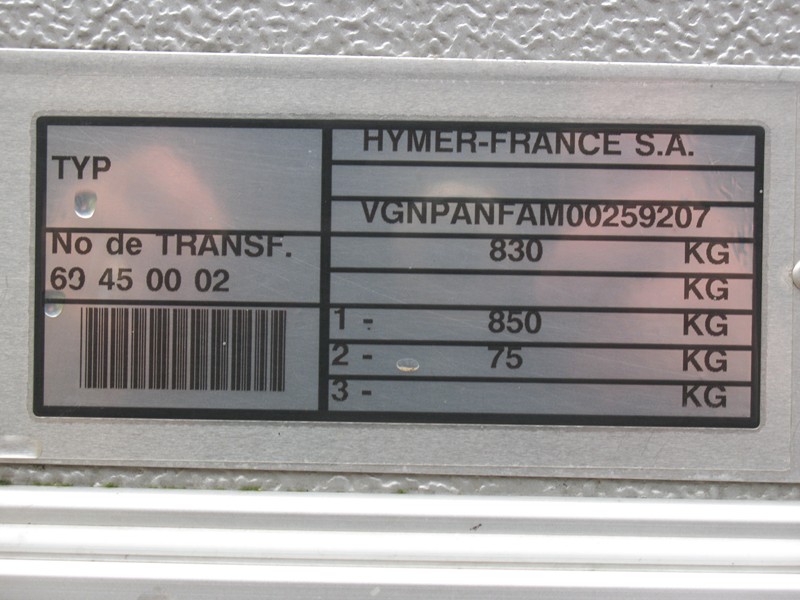 TYP
No de TRANSF.
69 45 00 02
HYMER-FRANCE S.A.
VGNPANFAM00259207
830 KG
KG
1 - 850 KG
2 - 75 KG
3 - KG